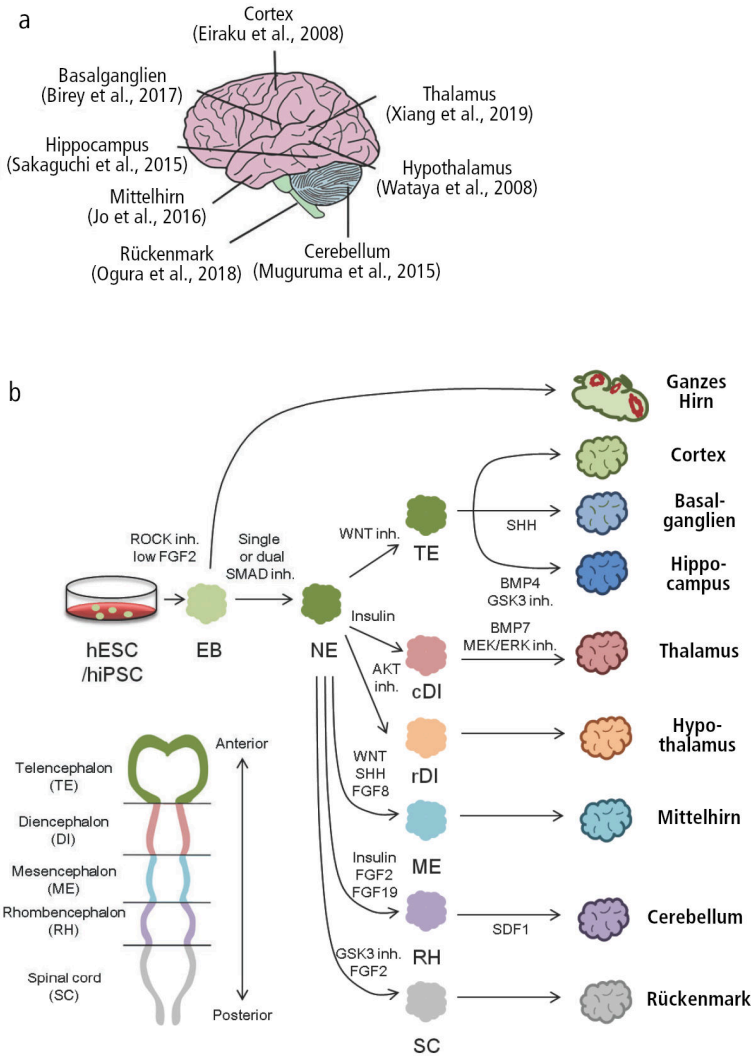 a
Cortex
(Eiraku et al., 2008)
Basalganglien
(Birey et al., 2017)
Thalamus
(Xiang et al., 2019)
Hippocampus
(Sakaguchi et al., 2015)
Hypothalamus
(Wataya et al., 2008)
Mittelhirn
(Jo et al., 2016)
Rückenmark
(Ogura et al., 2018)
Cerebellum
(Muguruma et al., 2015)
b
Ganzes
Hirn
Cortex
Basal-
ganglien
Hippo-
campus
Thalamus
Hypo-
thalamus
Mittelhirn
Cerebellum
Rückenmark
ROCK inh.
low FGF2
Single
or dual
SMAD inh.
WNT inh.
TE
SHH
BMP4
GSK3 inh.
hESC
/hiPSC
EB
NE
Insulin
BMP7
MEK/ERK inh.
cDI
AKT
inh.
rDI
WNT
SHH
FGF8
ME
Insulin
FGF2
FGF19
RH
SDF1
GSK3 inh.
FGF2
SC
Anterior
Telencephalon
(TE)
Diencephalon
(DI)
Mesencephalon
(ME)
Rhombencephalon
(RH)
Spinal cord
(SC)
Posterior